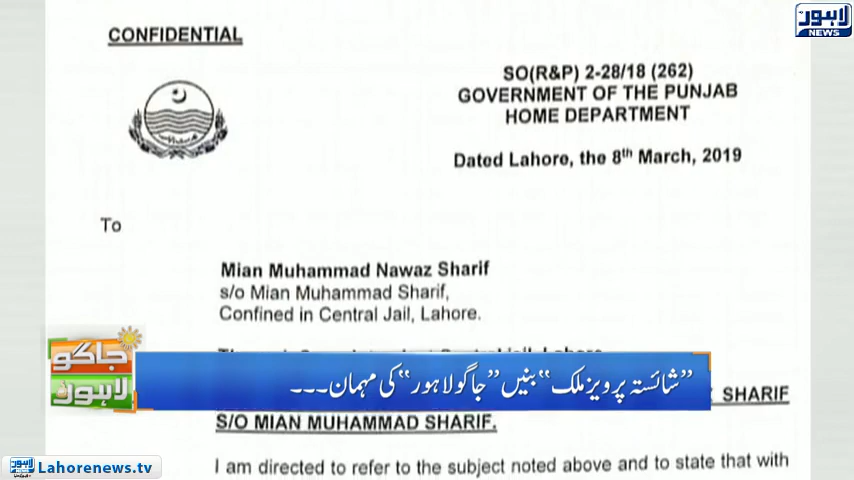 لاہور
NEWS
CONFIDENTIAL
SO(R&P) 2-28/18 (262)
GOVERNMENT OF THE PUNJAB
HOME DEPARTMENT
Dated Lahore, the 8th March, 2019
To
Mian Muhammad Nawaz Sharif
s/o Mian Muhammad Sharif,
Confined in Central Jail, Lahore.
جاگو
لاہور
”شائستہ پرویز ملک“ بنیں ”جاگو لاہور“ کی مہمان۔۔۔
SHARIF
S/O MIAN MUHAMMAD SHARIF.
I am directed to refer to the subject noted above and to state that with
لاہور
Lahorenews.tv